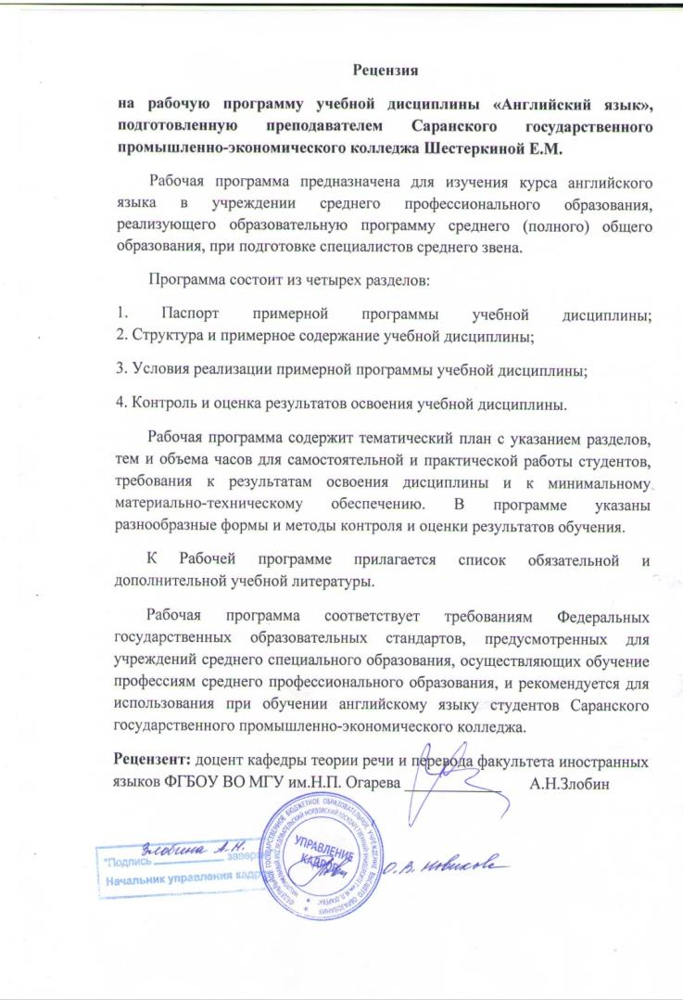 Рецензия
на рабочую программу учебной дисциплины «Английский язык»,
подготовленную преподавателем Саранского государственного
промышленно-экономического колледжа Шестеркиной Е.М.
Рабочая программа предназначена для изучения курса английского
языка в учреждении среднего профессионального образования,
реализующего образовательную программу среднего (полного) общего
образования, при подготовке специалистов среднего звена.
Программа состоит из четырех разделов:
1. Паспорт примерной программы учебной дисциплины;
2. Структура и примерное содержание учебной дисциплины;
3. Условия реализации примерной программы учебной дисциплины;
4. Контроль и оценка результатов освоения учебной дисциплины.
Рабочая программа содержит тематический план с указанием разделов,
тем и объема часов для самостоятельной и практической работы студентов,
требования к результатам освоения дисциплины и к минимальному
материально-техническому обеспечению. В программе указаны
разнообразные формы и методы контроля и оценки результатов обучения.
К Рабочей программе прилагается список обязательной и
дополнительной учебной литературы.
Рабочая программа соответствует требованиям Федеральных
государственных образовательных стандартов, предусмотренных для
учреждений среднего специального образования, осуществляющих обучение
профессиям среднего профессионального образования, и рекомендуется для
использования при обучении английскому языку студентов Саранского
государственного промышленно-экономического колледжа.
Рецензент: доцент кафедры теории речи и перевода факультета иностранных
языков ФГБОУ ВО МГУ им.Н.П. Огарева ____________ А.Н.Злобин
Злобина А.Н.
"Подпись ____________ завер
Начальник управления кадр
УПРАВЛЕНИЕ
КАДРОВ
О.В. Новикова